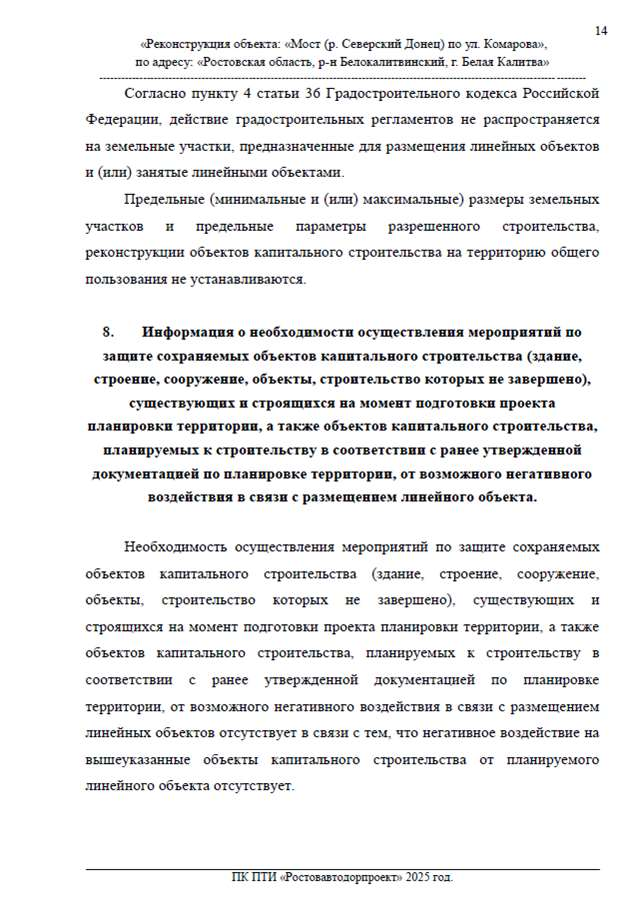 14
«Реконструкция объекта: «Мост (р. Северский Донец) по ул. Комарова»,
по адресу: «Ростовская область, р-н Белокалитвинский, г. Белая Калитва»
Согласно пункту 4 статьи 36 Градостроительного кодекса Российской
Федерации, действие градостроительных регламентов не распространяется
на земельные участки, предназначенные для размещения линейных объектов
и (или) занятые линейными объектами.
Предельные (минимальные и (или) максимальные) размеры земельных
участков и предельные параметры разрешенного строительства,
реконструкции объектов капитального строительства на территорию общего
пользования не устанавливаются.
8. Информация о необходимости осуществления мероприятий по
защите сохраняемых объектов капитального строительства (здание,
строение, сооружение, объекты, строительство которых не завершено),
существующих и строящихся на момент подготовки проекта
планировки территории, а также объектов капитального строительства,
планируемых к строительству в соответствии с ранее утвержденной
документацией по планировке территории, от возможного негативного
воздействия в связи с размещением линейного объекта.
Необходимость осуществления мероприятий по защите сохраняемых
объектов капитального строительства (здание, строение, сооружение,
объекты, строительство которых не завершено), существующих и
строящихся на момент подготовки проекта планировки территории, а также
объектов капитального строительства, планируемых к строительству в
соответствии с ранее утвержденной документацией по планировке
территории, от возможного негативного воздействия в связи с размещением
линейных объектов отсутствует в связи с тем, что негативное воздействие на
вышеуказанные объекты капитального строительства от планируемого
линейного объекта отсутствует.
ПК ПТИ «Ростовавтодорпроект» 2025 год.